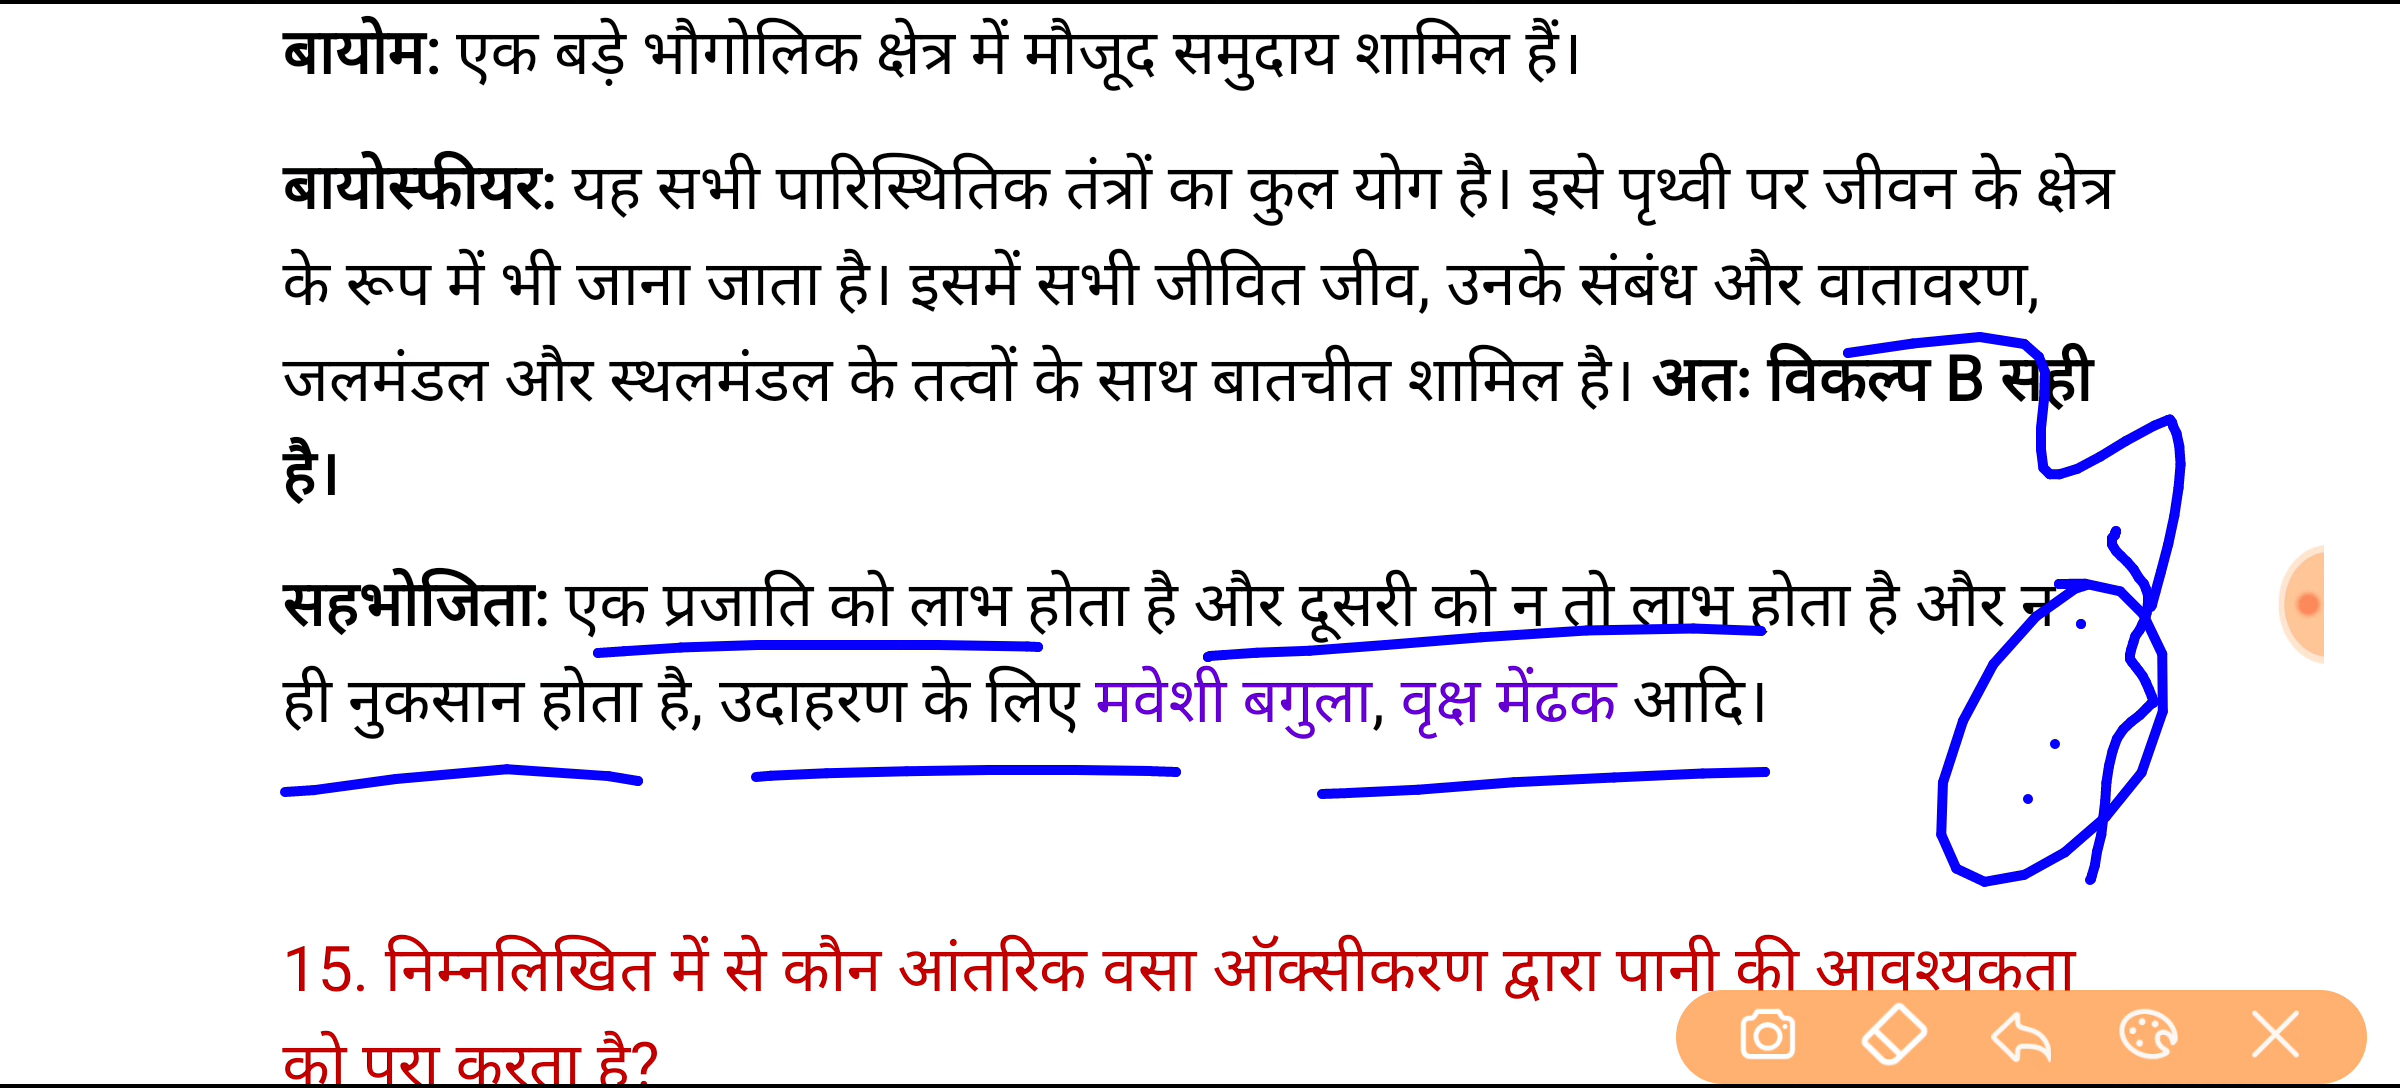 बायोम: एक बड़े भौगोलिक क्षेत्र में मौजूद समुदाय शामिल हैं।
बायोस्फीयर: यह सभी पारिस्थितिक तंत्रों का कुल योग है। इसे पृथ्वी पर जीवन के क्षेत्र
के रूप में भी जाना जाता है। इसमें सभी जीवित जीव, उनके संबंध और वातावरण,
जलमंडल और स्थलमंडल के तत्वों के साथ बातचीत शामिल है। अतः विकल्प B सही
है।
सहभोजिता: एक प्रजाति को लाभ होता है और दूसरी को न तो लाभ होता है और न
ही नुकसान होता है, उदाहरण के लिए मवेशी बगुला, वृक्ष मेंढक आदि।
15. निम्नलिखित में से कौन आंतरिक वसा ऑक्सीकरण द्वारा पानी की आवश्यकता
को पूरा करता है?